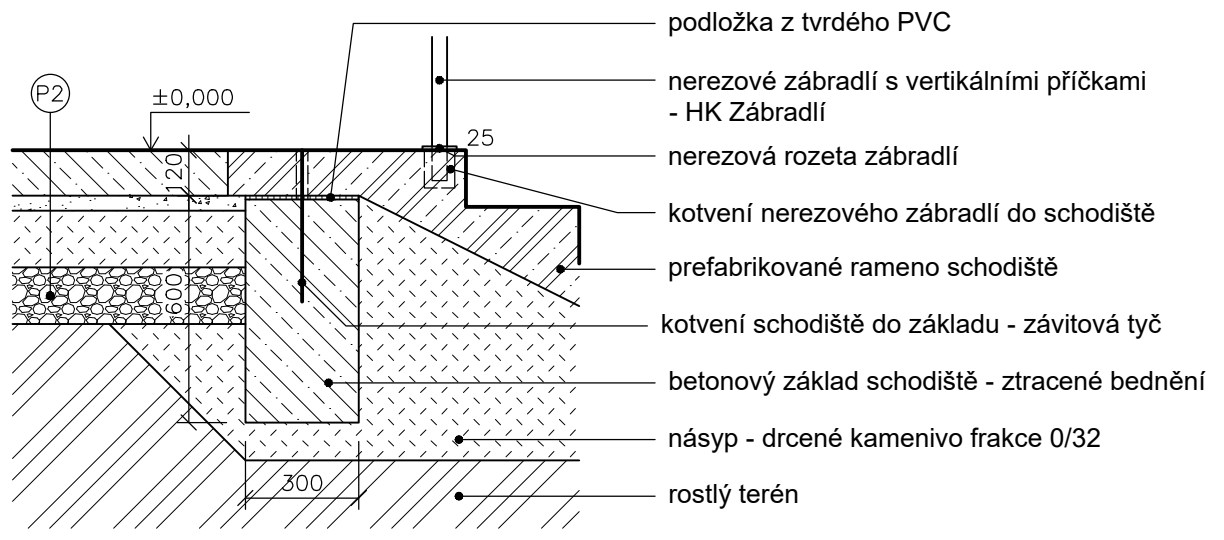 podložka z tvrdého PVC
nerezové zábradlí s vertikálními příčkami
- HK Zábradlí
P2
±0,000
25
nerezová rozeta zábradlí
120
kotvení nerezového zábradlí do schodiště
prefabrikované rameno schodiště
600
kotvení schodiště do základu - závitová tyč
betonový základ schodiště - ztracené bednění
násyp - drcené kamenivo frakce 0/32
300
rostlý terén